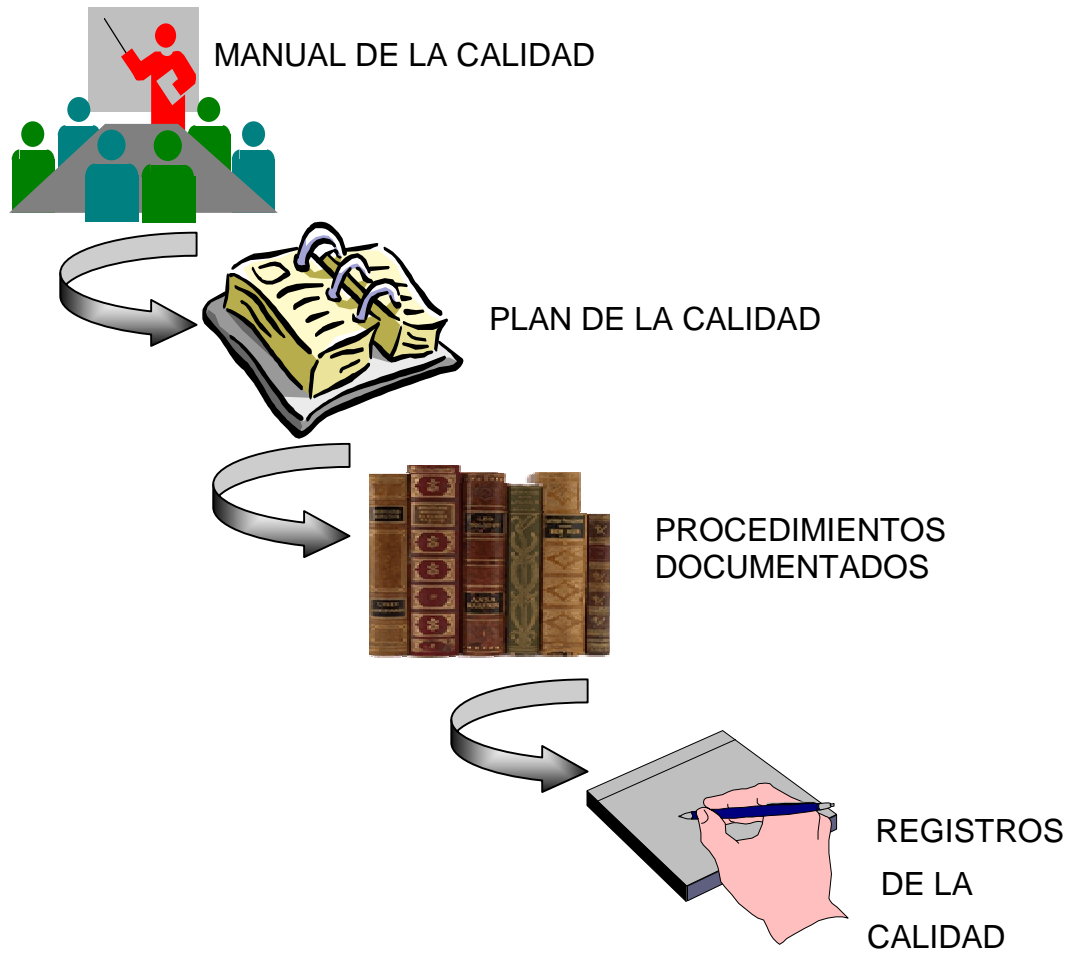 MANUAL DE LA CALIDAD
PLAN DE LA CALIDAD
PROCEDIMIENTOS
DOCUMENTADOS
REGISTROS
DE LA
CALIDAD